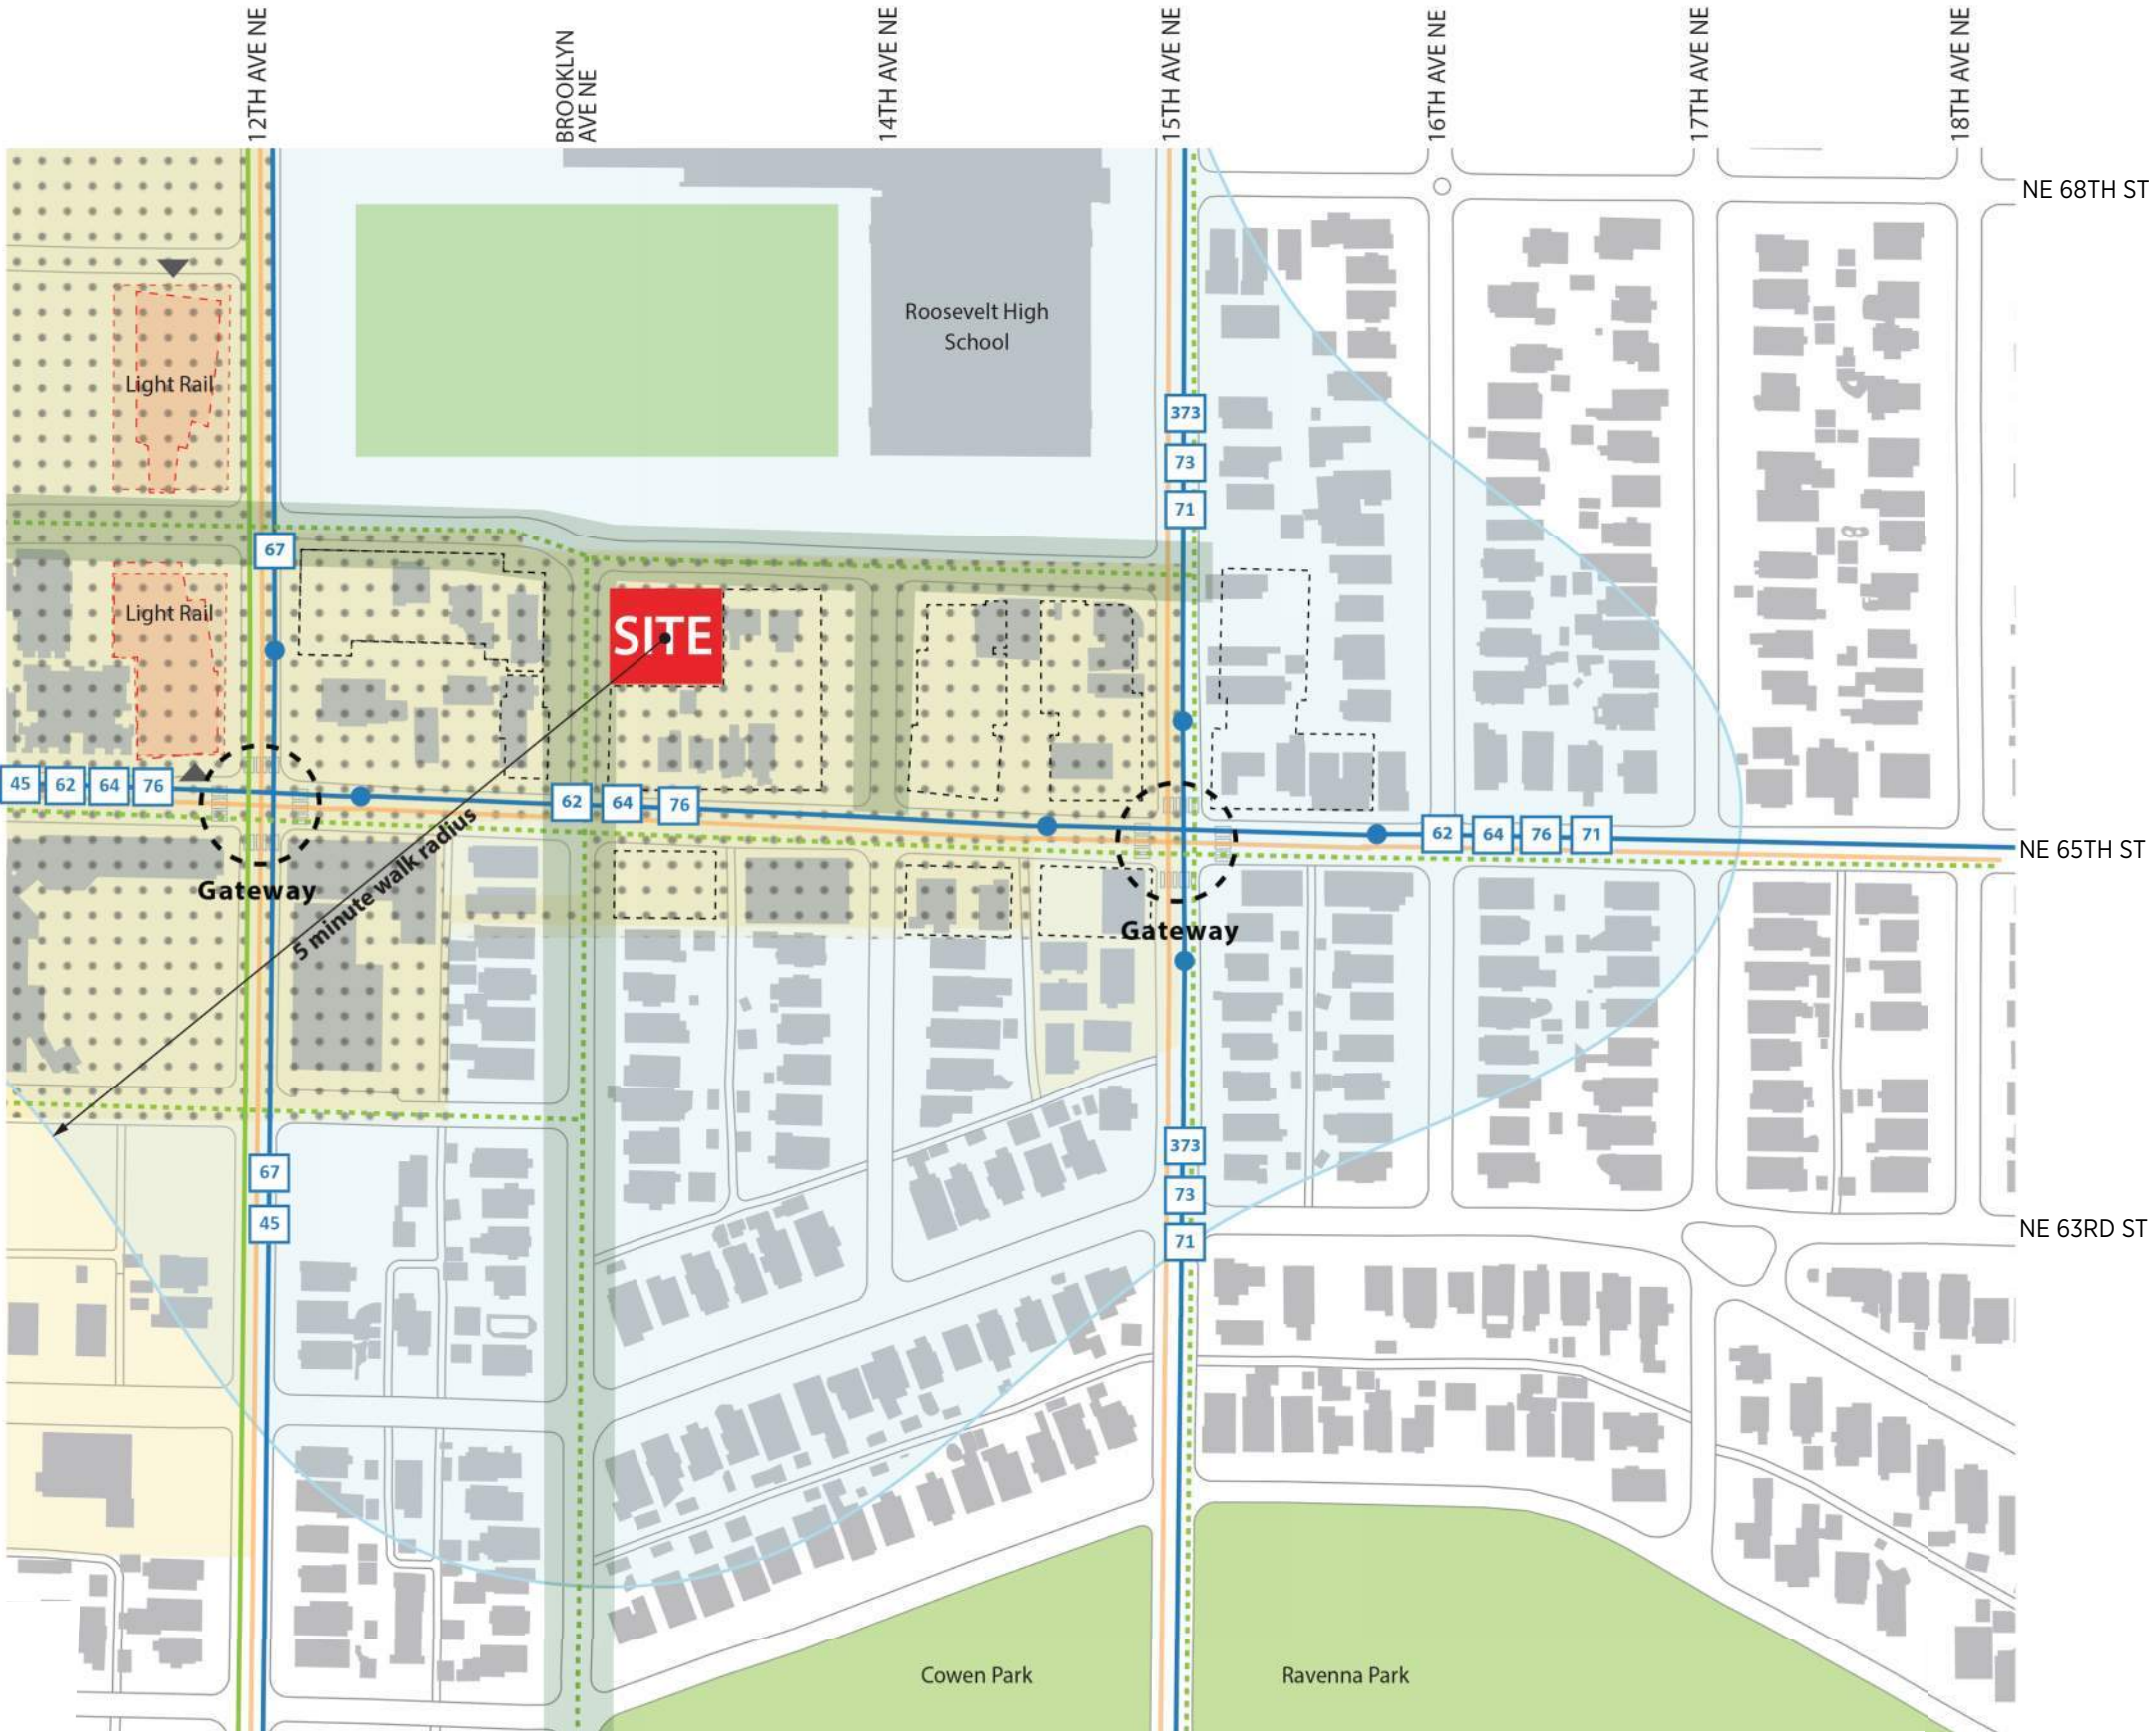 12TH AVE NE
BROOKLYN
AVE NE
14TH AVE NE
15TH AVE NE
16TH AVE NE
17TH AVE NE
18TH AVE NE
NE 68TH ST
Roosevelt High
School
Light Rail
373
73
71
67
Light Rail
SITE
45 62 64 76
62 64 76
62 64 76 71
NE 65TH ST
5 minute walk radius
Gateway
Gateway
67
45
373
73
71
NE 63RD ST
Cowen Park
Ravenna Park